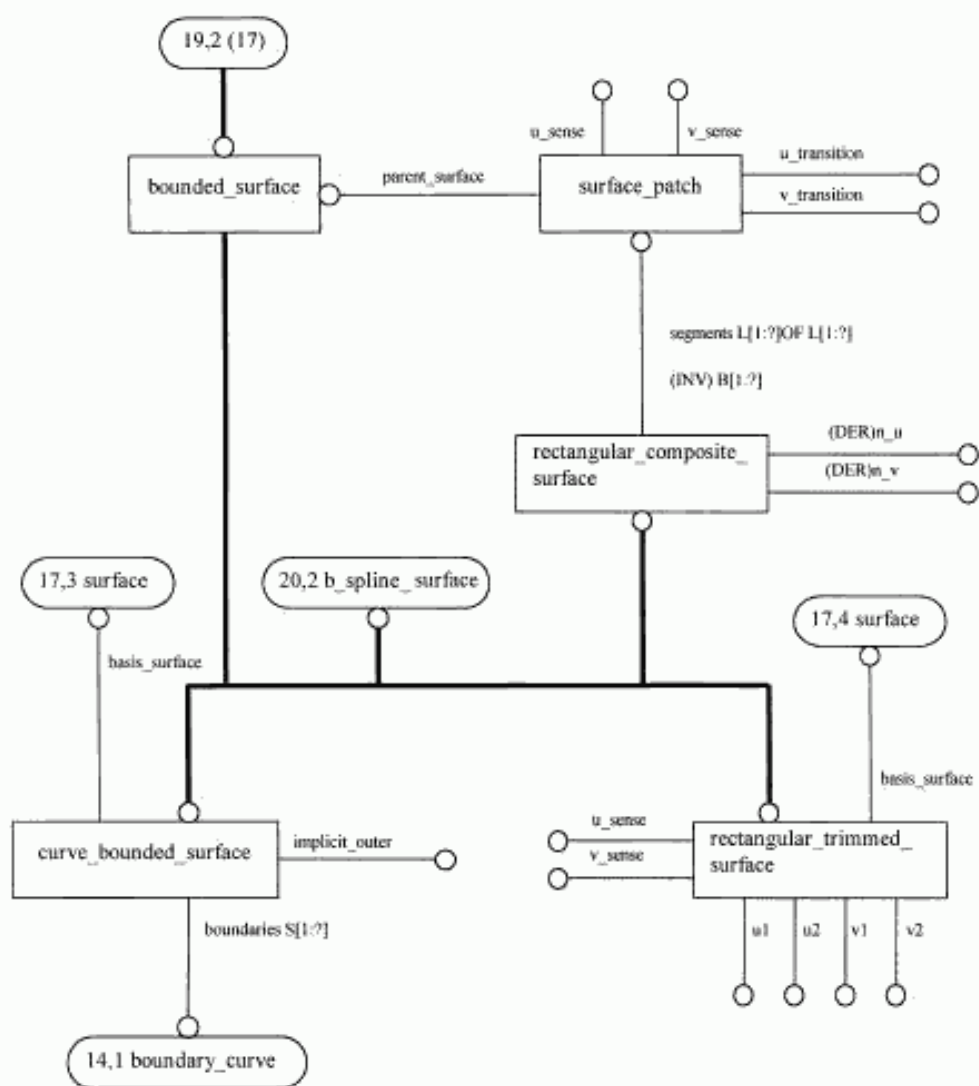 19,2 (17)
u_sense
v_sense
bounded_surface
parent_surface
surface_patch
u_transition
v_transition
segments L[1:?]OF L[1:?]
(INV) B[1:?]
rectangular_composite_
surface
(DER)n_u
(DER)n_v
17,3 surface
20,2 b_spline_surface
17,4 surface
basis_surface
basis_surface
curve_bounded_surface
implicit_outer
u_sense
v_sense
rectangular_trimmed_
surface
boundaries S[1:?]
u1
u2
v1
v2
14,1 boundary_curve